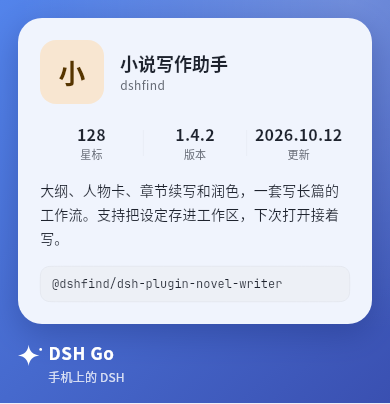 小
小说写作助手
dshfind
128
1.4.2
2026.10.12
星标
版本
更新
大纲、人物卡、章节续写和润色，一套写长篇的
工作流。支持把设定存进工作区，下次打开接着
写。
@dshfind/dsh-plugin-novel-writer
DSH Go
手机上的 DSH